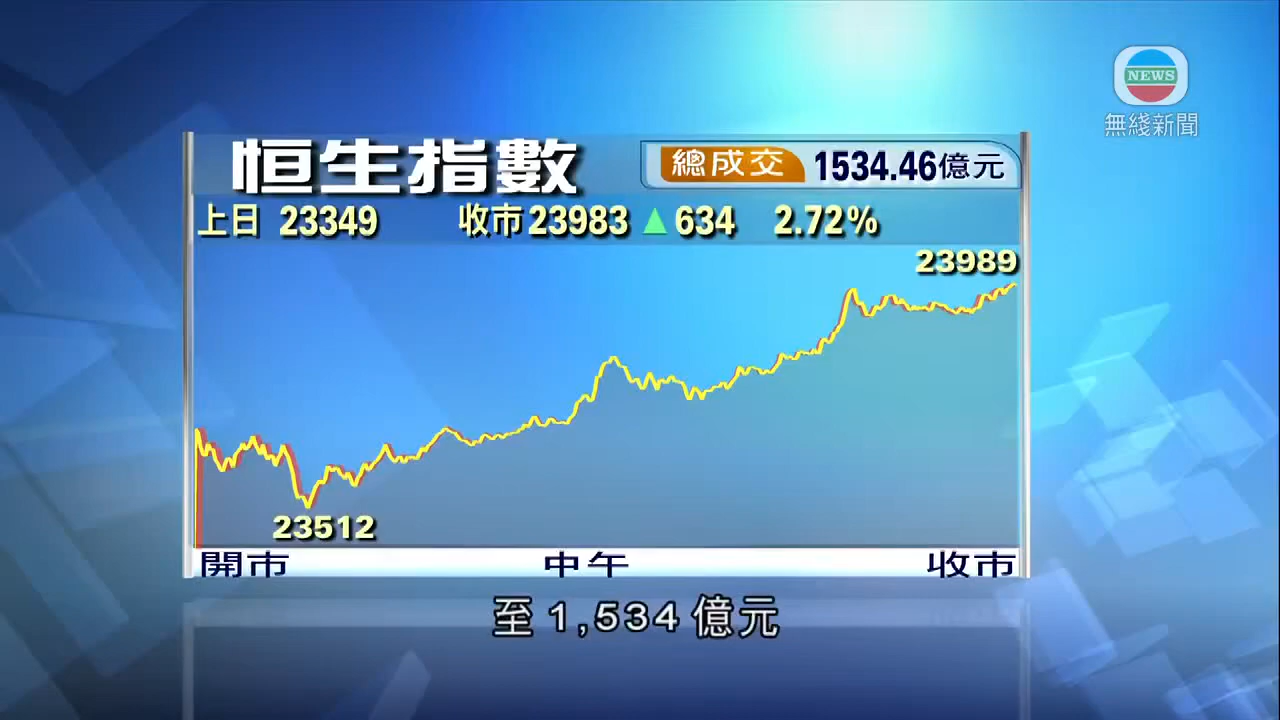 NEWS
無綫新聞
恒生指數 總成交 1534.46億元
上日 23349 收市 23983 ▲ 634 2.72%
23989
23512
開市 中午 收市
至 1,534 億元